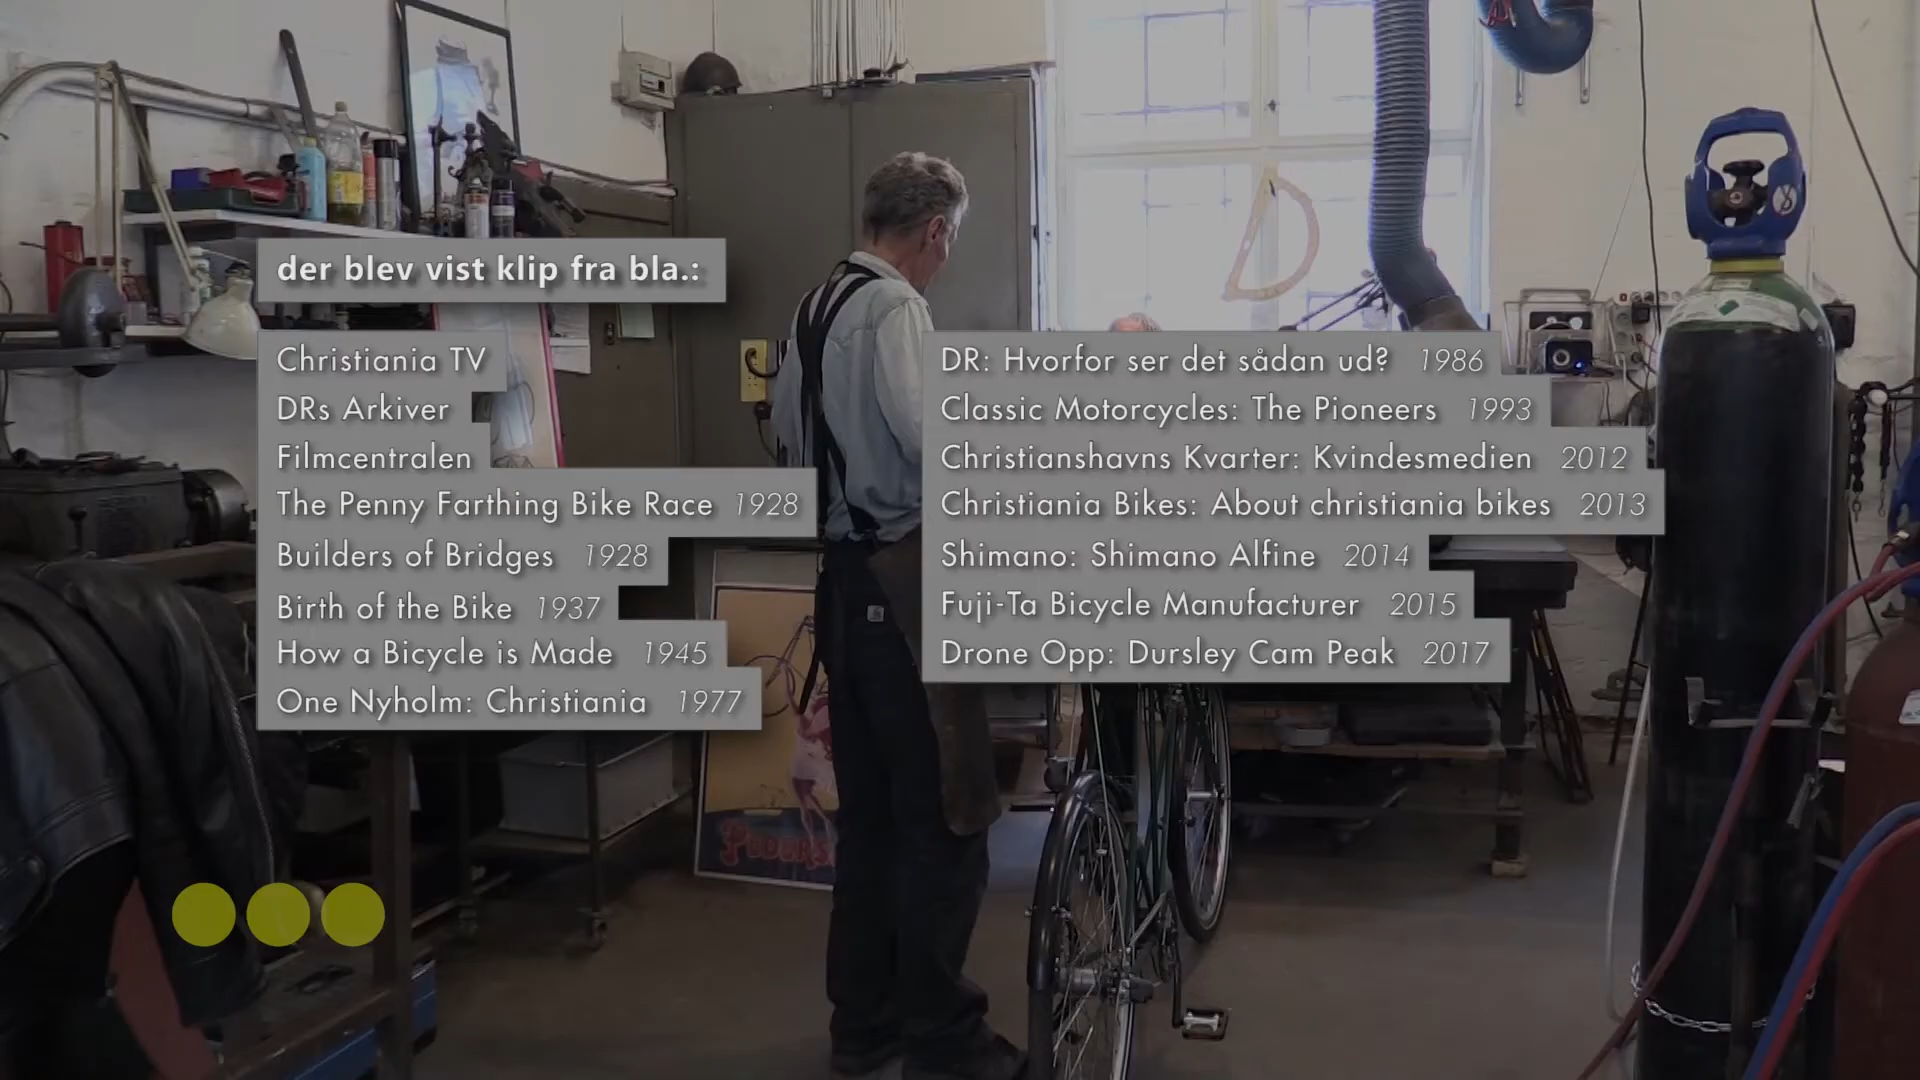 der blev vist klip fra bla.:
Christiania TV
DRs Arkiver
Filmcentralen
The Penny Farthing Bike Race 1928
Builders of Bridges 1928
Birth of the Bike 1937
How a Bicycle is Made 1945
One Nyholm: Christiania 1977
DR: Hvorfor ser det sådan ud? 1986
Classic Motorcycles: The Pioneers 1993
Christianshavns Kvarter: Kvindesmedien 2012
Christiania Bikes: About christiania bikes 2013
Shimano: Shimano Alfine 2014
Fuji-Ta Bicycle Manufacturer 2015
Drone Opp: Dursley Cam Peak 2017